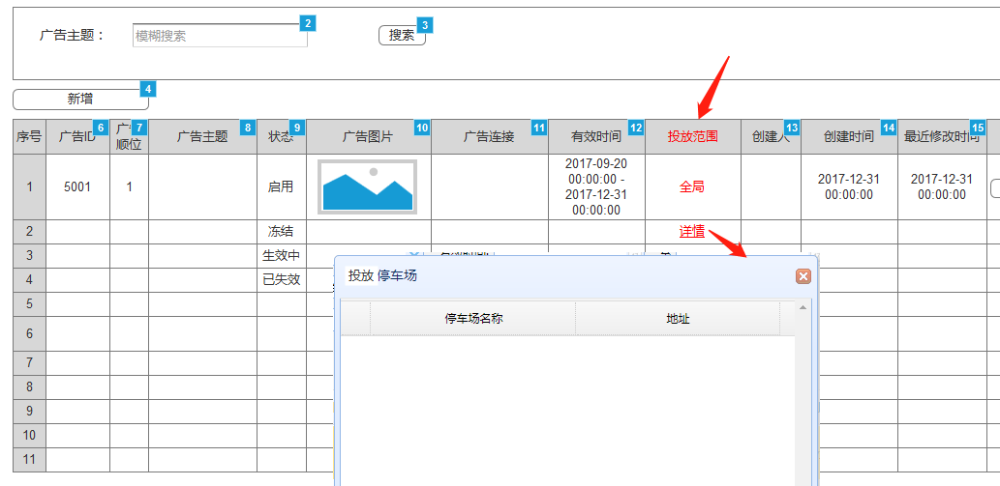 广告主题：
模糊搜索
2
搜索
3
新增
4
序号
广告ID
6
广告
顺位
7
广告主题
8
状态
9
广告图片
10
广告连接
11
有效时间
12
投放范围
创建人
13
创建时间
14
最近修改时间
15
1
5001
1
启用
2017-09-20
00:00:00 -
2017-12-31
00:00:00
全局
2017-12-31
00:00:00
2017-12-31
00:00:00
2
冻结
详情
3
生效中
4
已失效
投放 停车场
停车场名称
地址
5
6
7
8
9
10
11